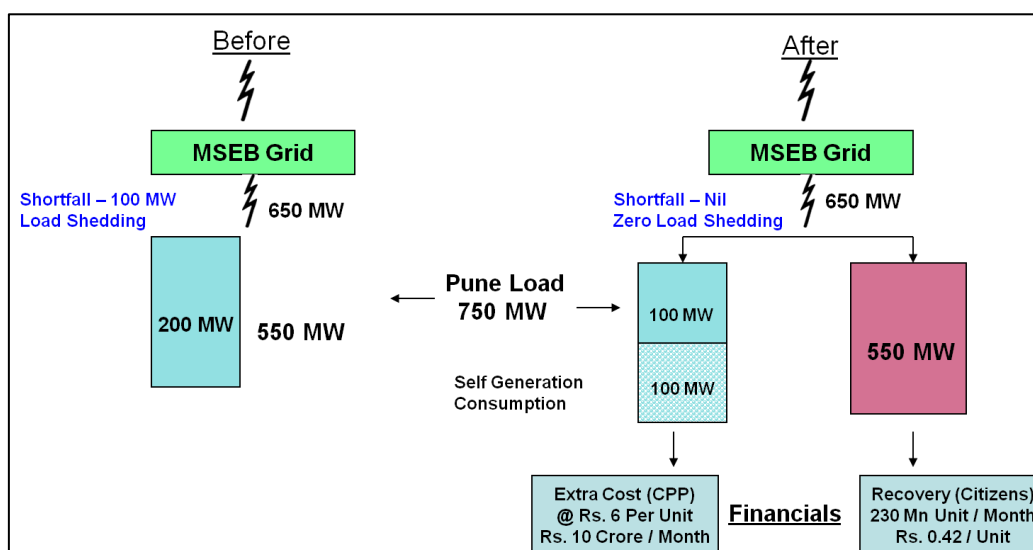 Before
After
MSEB Grid
MSEB Grid
Shortfall – 100 MW
Load Shedding
650 MW
Shortfall – Nil
Zero Load Shedding
650 MW
Pune Load
750 MW
200 MW
550 MW
100 MW
550 MW
Self Generation
Consumption
100 MW
Extra Cost (CPP)
@ Rs. 6 Per Unit
Rs. 10 Crore / Month
Financials
Recovery (Citizens)
230 Mn Unit / Month
Rs. 0.42 / Unit